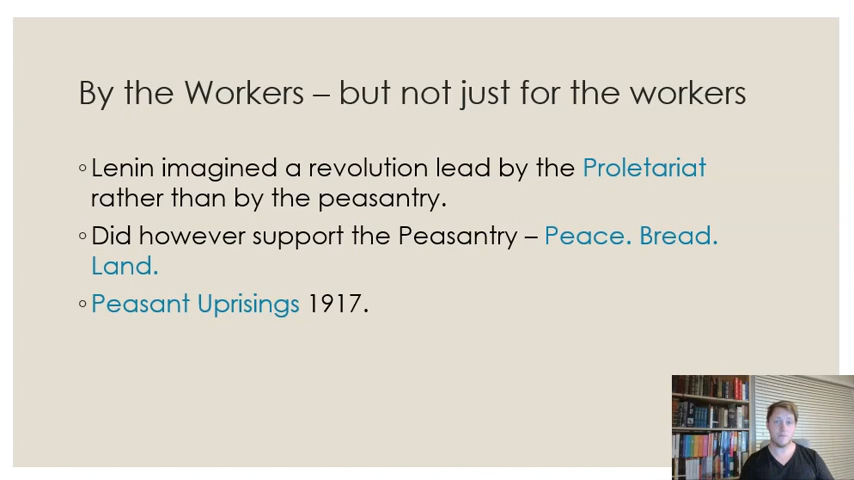 By the Workers – but not just for the workers
◦Lenin imagined a revolution lead by the Proletariat
rather than by the peasantry.
◦Did however support the Peasantry – Peace. Bread.
Land.
◦Peasant Uprisings 1917.